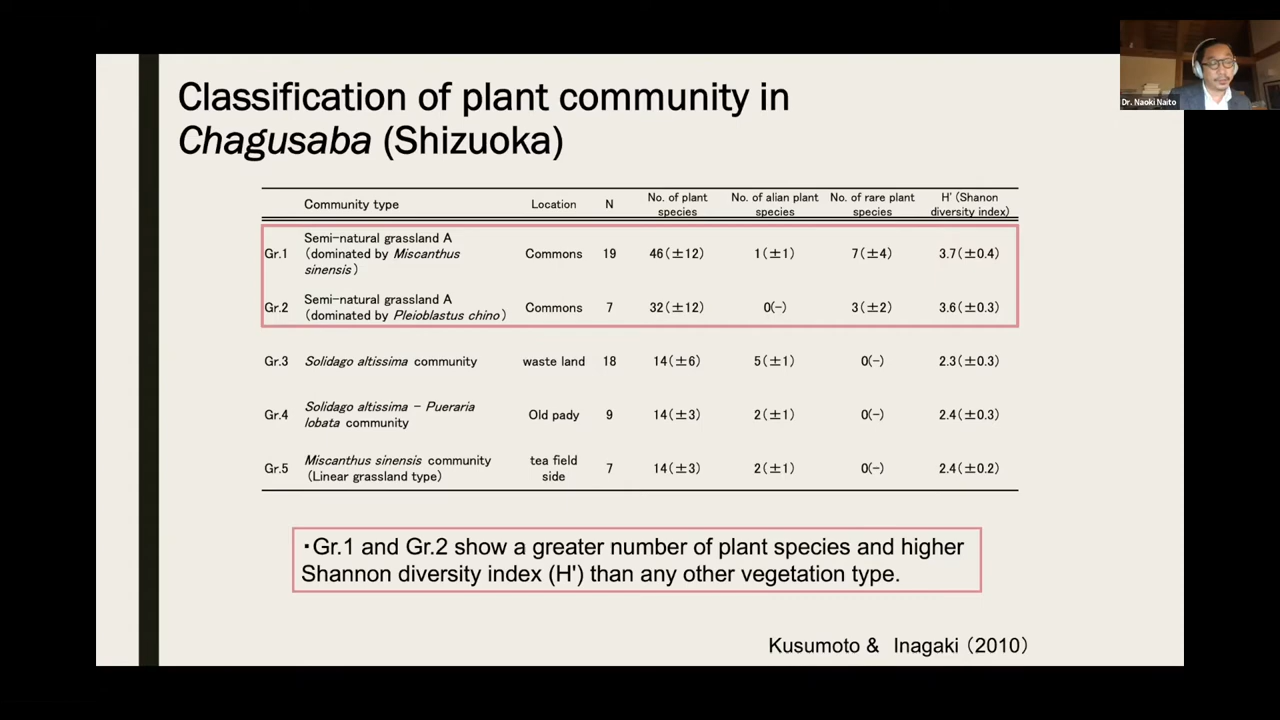 Classification of plant community in
Chagusaba (Shizuoka)
Dr. Naoki Naito
Community type Location N No. of plant species No. of alian plant species No. of rare plant species H' (Shanon diversity index)
Gr.1 Semi-natural grassland A (dominated by Miscanthus sinensis) Commons 19 46(±12) 1(±1) 7(±4) 3.7(±0.4)
Gr.2 Semi-natural grassland A (dominated by Pleioblastus chino) Commons 7 32(±12) 0(-) 3(±2) 3.6(±0.3)
Gr.3 Solidago altissima community waste land 18 14(±6) 5(±1) 0(-) 2.3(±0.3)
Gr.4 Solidago altissima - Pueraria lobata community Old pady 9 14(±3) 2(±1) 0(-) 2.4(±0.3)
Gr.5 Miscanthus sinensis community (Linear grassland type) tea field side 7 14(±3) 2(±1) 0(-) 2.4(±0.2)
・Gr.1 and Gr.2 show a greater number of plant species and higher
Shannon diversity index (H') than any other vegetation type.
Kusumoto & Inagaki (2010)